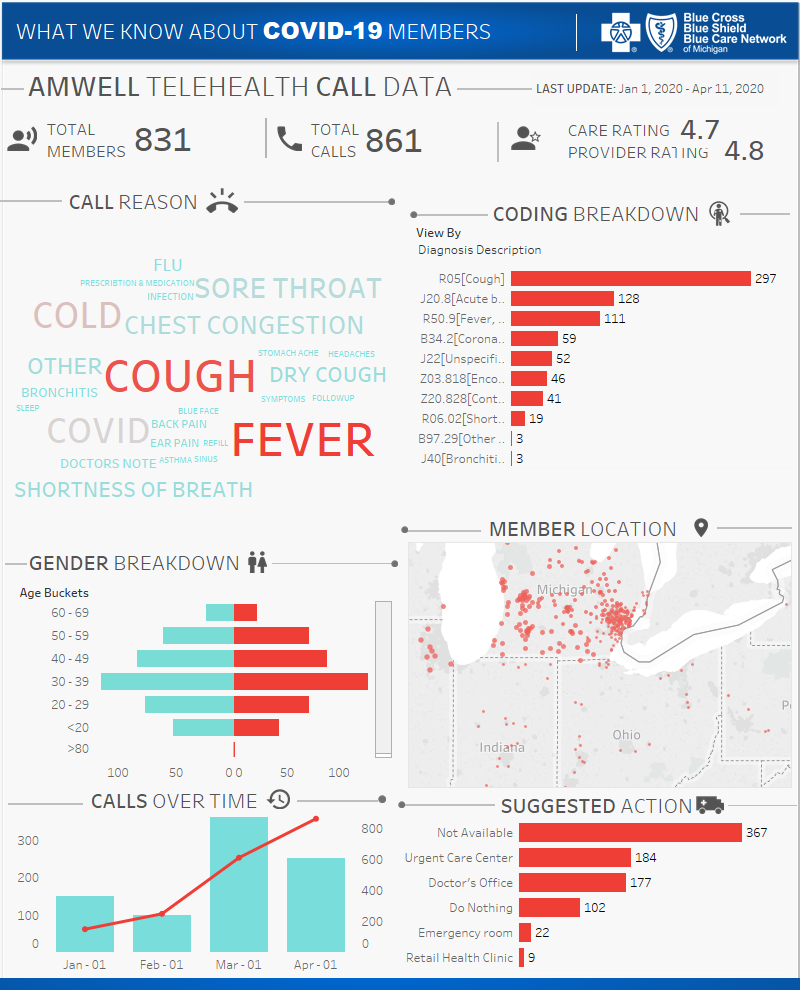 WHAT WE KNOW ABOUT COVID-19 MEMBERS
Blue Cross
Blue Shield
Blue Care Network
of Michigan
AMWELL TELEHEALTH CALL DATA
LAST UPDATE: Jan 1, 2020 - Apr 11, 2020
TOTAL
MEMBERS 831
TOTAL
CALLS 861
CARE RATING 4.7
PROVIDER RATING 4.8
CALL REASON
FLU
PRESCRIBTION & MEDICATION
INFECTION
SORE THROAT
COLD
CHEST CONGESTION
STOMACH ACHE
HEADACHES
OTHER
COUGH
DRY COUGH
BRONCHITIS
SYMPTOMS
FOLLOWUP
SLEEP
BLUE FACE
COVID
BACK PAIN
EAR PAIN
REFILL
FEVER
DOCTORS NOTE
ASTHMA
SINUS
SHORTNESS OF BREATH
CODING BREAKDOWN
View By
Diagnosis Description
R05[Cough] 297
J20.8[Acute b.. 128
R50.9[Fever, .. 111
B34.2[Corona.. 59
J22[Unspecifi.. 52
Z03.818[Enco.. 46
Z20.828[Cont.. 41
R06.02[Short.. 19
B97.29[Other .. 3
J40[Bronchiti.. 3
GENDER BREAKDOWN
Age Buckets
60 - 69
50 - 59
40 - 49
30 - 39
20 - 29
<20
>80
100 50 0 0 50 100
MEMBER LOCATION
Michigan
Indiana
Ohio
P
CALLS OVER TIME
300
200
100
0
800
600
400
200
0
Jan - 01 Feb - 01 Mar - 01 Apr - 01
SUGGESTED ACTION
Not Available 367
Urgent Care Center 184
Doctor's Office 177
Do Nothing 102
Emergency room 22
Retail Health Clinic 9